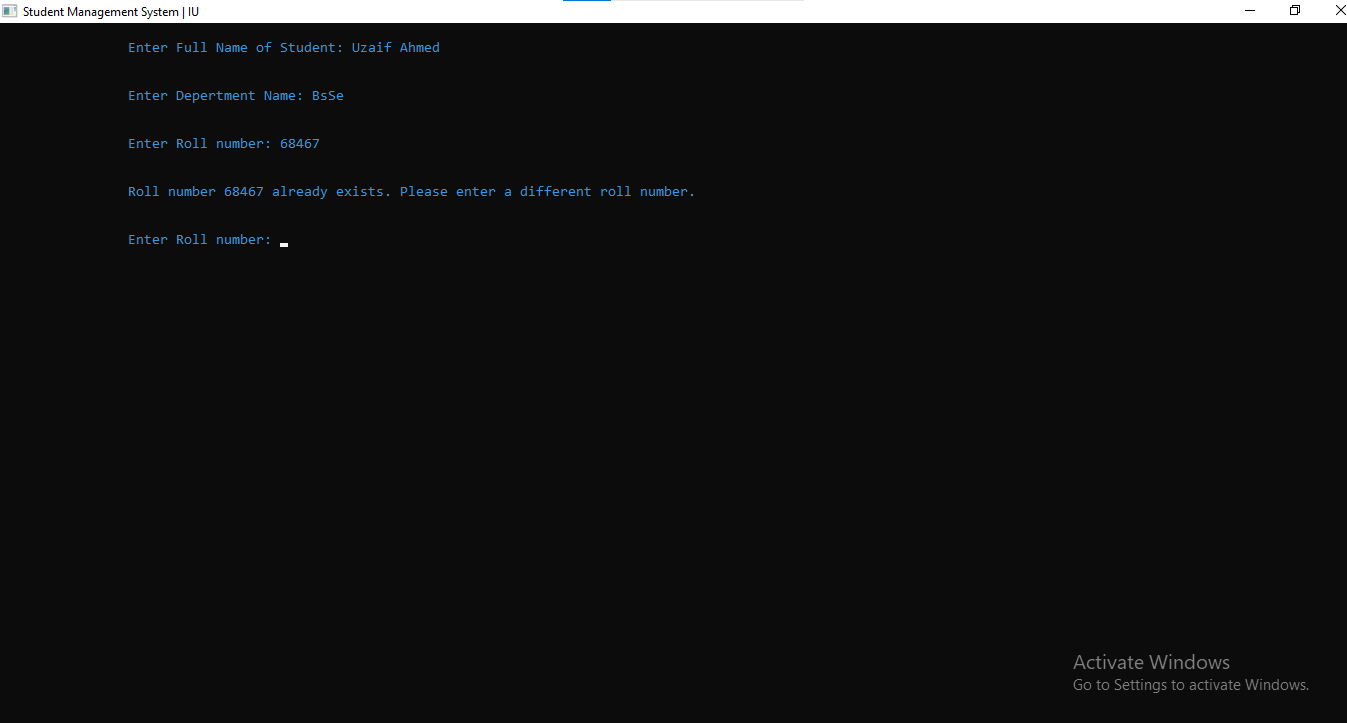 Student Management System | IU
Enter Full Name of Student: Uzaif Ahmed
Enter Depertment Name: BsSe
Enter Roll number: 68467
Roll number 68467 already exists. Please enter a different roll number.
Enter Roll number:
Activate Windows
Go to Settings to activate Windows.